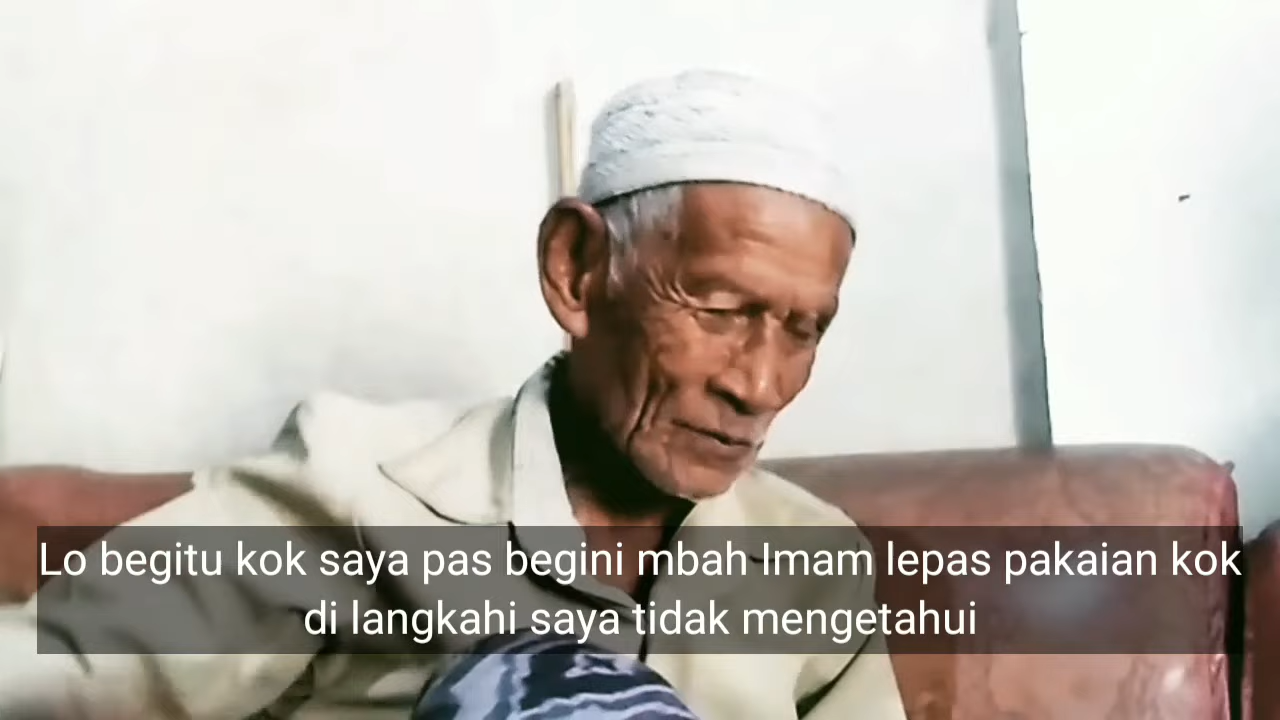 Lo begitu kok saya pas begini mbah Imam lepas pakaian kok
di langkahi saya tidak mengetahui